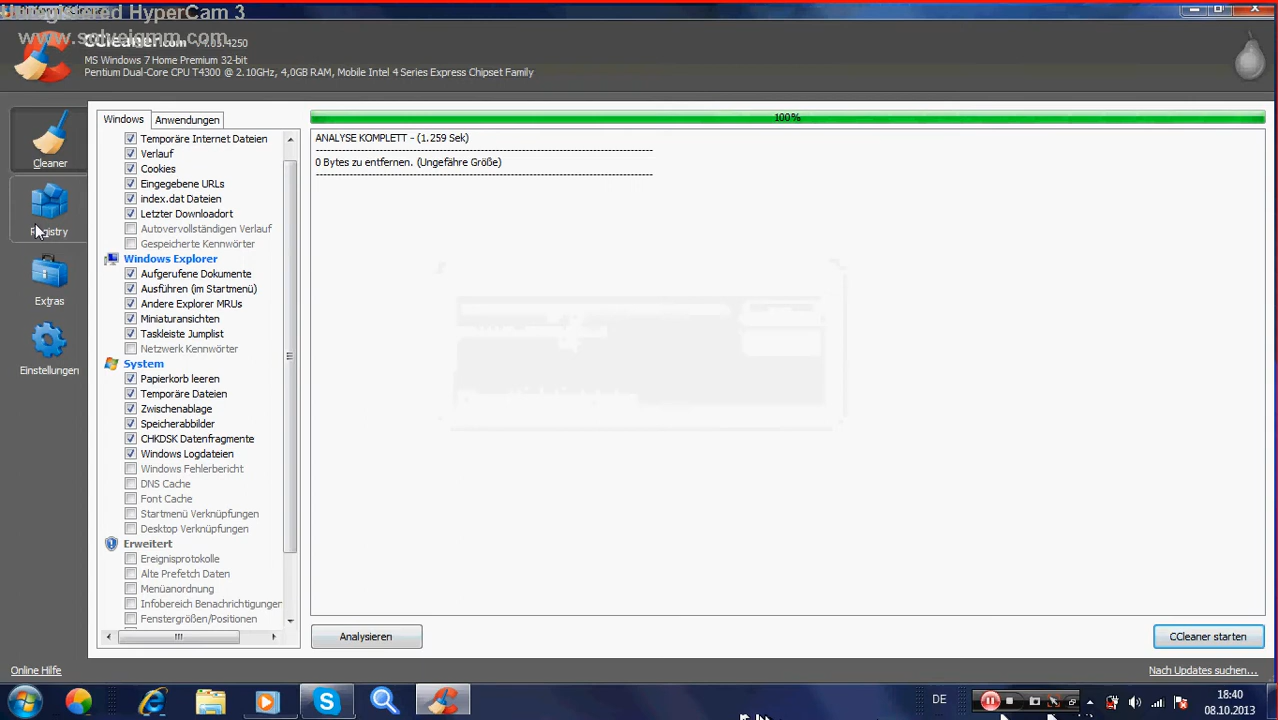 Unregistered HyperCam 3
www.solveigmm.com
CCleaner.com v4.05.4250
MS Windows 7 Home Premium 32-bit
Pentium Dual-Core CPU T4300 @ 2.10GHz, 4,0GB RAM, Mobile Intel 4 Series Express Chipset Family
Cleaner
Registry
Extras
Einstellungen
Windows Anwendungen
Temporäre Internet Dateien
Verlauf
Cookies
Eingegebene URLs
index.dat Dateien
Letzter Downloadort
Autovervollständigen Verlauf
Gespeicherte Kennwörter
Windows Explorer
Aufgerufene Dokumente
Ausführen (im Startmenü)
Andere Explorer MRUs
Miniaturansichten
Taskleiste Jumplist
Netzwerk Kennwörter
System
Papierkorb leeren
Temporäre Dateien
Zwischenablage
Speicherabbilder
CHKDSK Datenfragmente
Windows Logdateien
Windows Fehlerbericht
DNS Cache
Font Cache
Startmenü Verknüpfungen
Desktop Verknüpfungen
Erweitert
Ereignisprotokolle
Alte Prefetch Daten
Menüanordnung
Infobereich Benachrichtigungen
Fenstergrößen/Positionen
100%
ANALYSE KOMPLETT - (1.259 Sek)
0 Bytes zu entfernen. (Ungefähre Größe)
Analysieren
CCleaner starten
Online Hilfe
Nach Updates suchen...
DE
18:40
08.10.2013